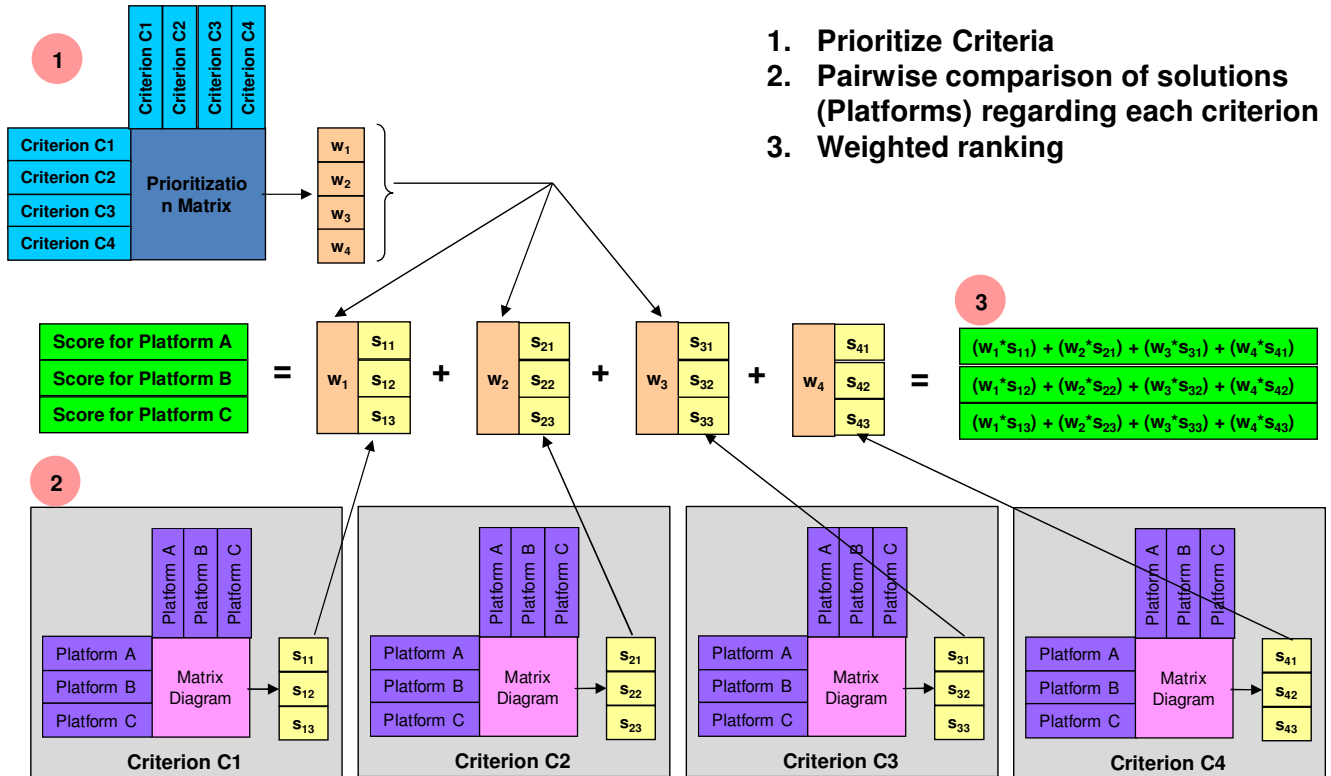 1
Criterion C1
Criterion C2
Criterion C3
Criterion C4
Criterion C1
Criterion C2
Criterion C3
Criterion C4
Prioritizatio
n Matrix
w₁
w₂
w₃
w₄
1. Prioritize Criteria
2. Pairwise comparison of solutions
(Platforms) regarding each criterion
3. Weighted ranking
3
Score for Platform A
Score for Platform B
Score for Platform C
=
w₁
s₁₁
s₁₂
s₁₃
+
w₂
s₂₁
s₂₂
s₂₃
+
w₃
s₃₁
s₃₂
s₃₃
+
w₄
s₄₁
s₄₂
s₄₃
=
(w₁*s₁₁) + (w₂*s₂₁) + (w₃*s₃₁) + (w₄*s₄₁)
(w₁*s₁₂) + (w₂*s₂₂) + (w₃*s₃₂) + (w₄*s₄₂)
(w₁*s₁₃) + (w₂*s₂₃) + (w₃*s₃₃) + (w₄*s₄₃)
2
Platform A
Platform B
Platform C
Platform A
Platform B
Platform C
Matrix
Diagram
s₁₁
s₁₂
s₁₃
Criterion C1
Platform A
Platform B
Platform C
Platform A
Platform B
Platform C
Matrix
Diagram
s₂₁
s₂₂
s₂₃
Criterion C2
Platform A
Platform B
Platform C
Platform A
Platform B
Platform C
Matrix
Diagram
s₃₁
s₃₂
s₃₃
Criterion C3
Platform A
Platform B
Platform C
Platform A
Platform B
Platform C
Matrix
Diagram
s₄₁
s₄₂
s₄₃
Criterion C4